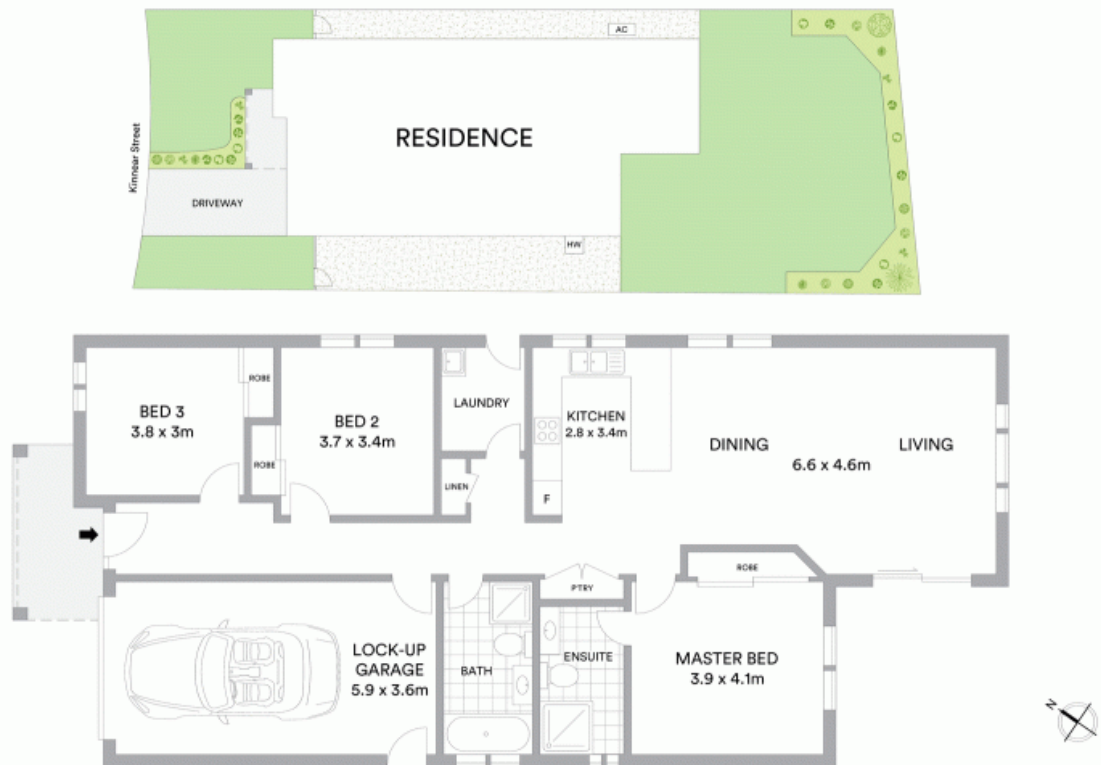 AC
RESIDENCE
Kinnear Street
DRIVEWAY
HW
BED 3
3.8 x 3m
ROBE
ROBE
BED 2
3.7 x 3.4m
LAUNDRY
LINEN
KITCHEN
2.8 x 3.4m
F
DINING
LIVING
6.6 x 4.6m
PTRY
ROBE
LOCK-UP
GARAGE
5.9 x 3.6m
BATH
ENSUITE
MASTER BED
3.9 x 4.1m
N